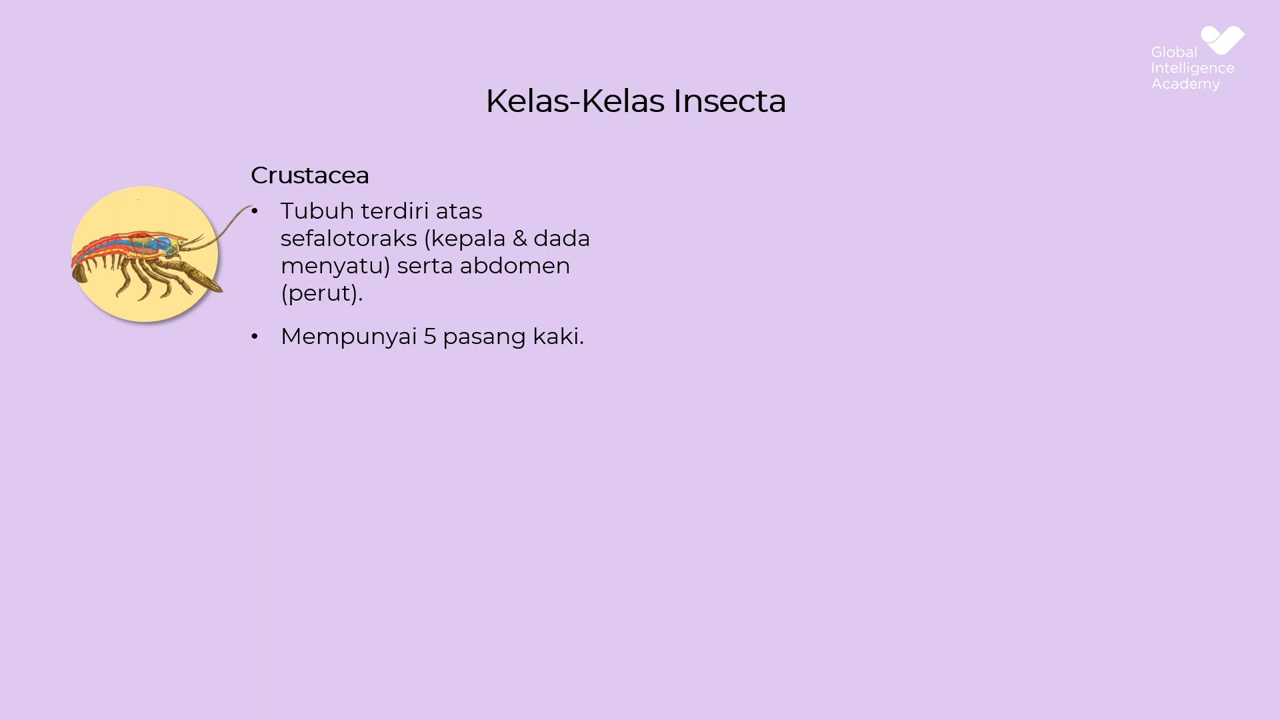 Global
Intelligence
Academy
Kelas-Kelas Insecta
Crustacea
• Tubuh terdiri atas
sefalotoraks (kepala & dada
menyatu) serta abdomen
(perut).
• Mempunyai 5 pasang kaki.